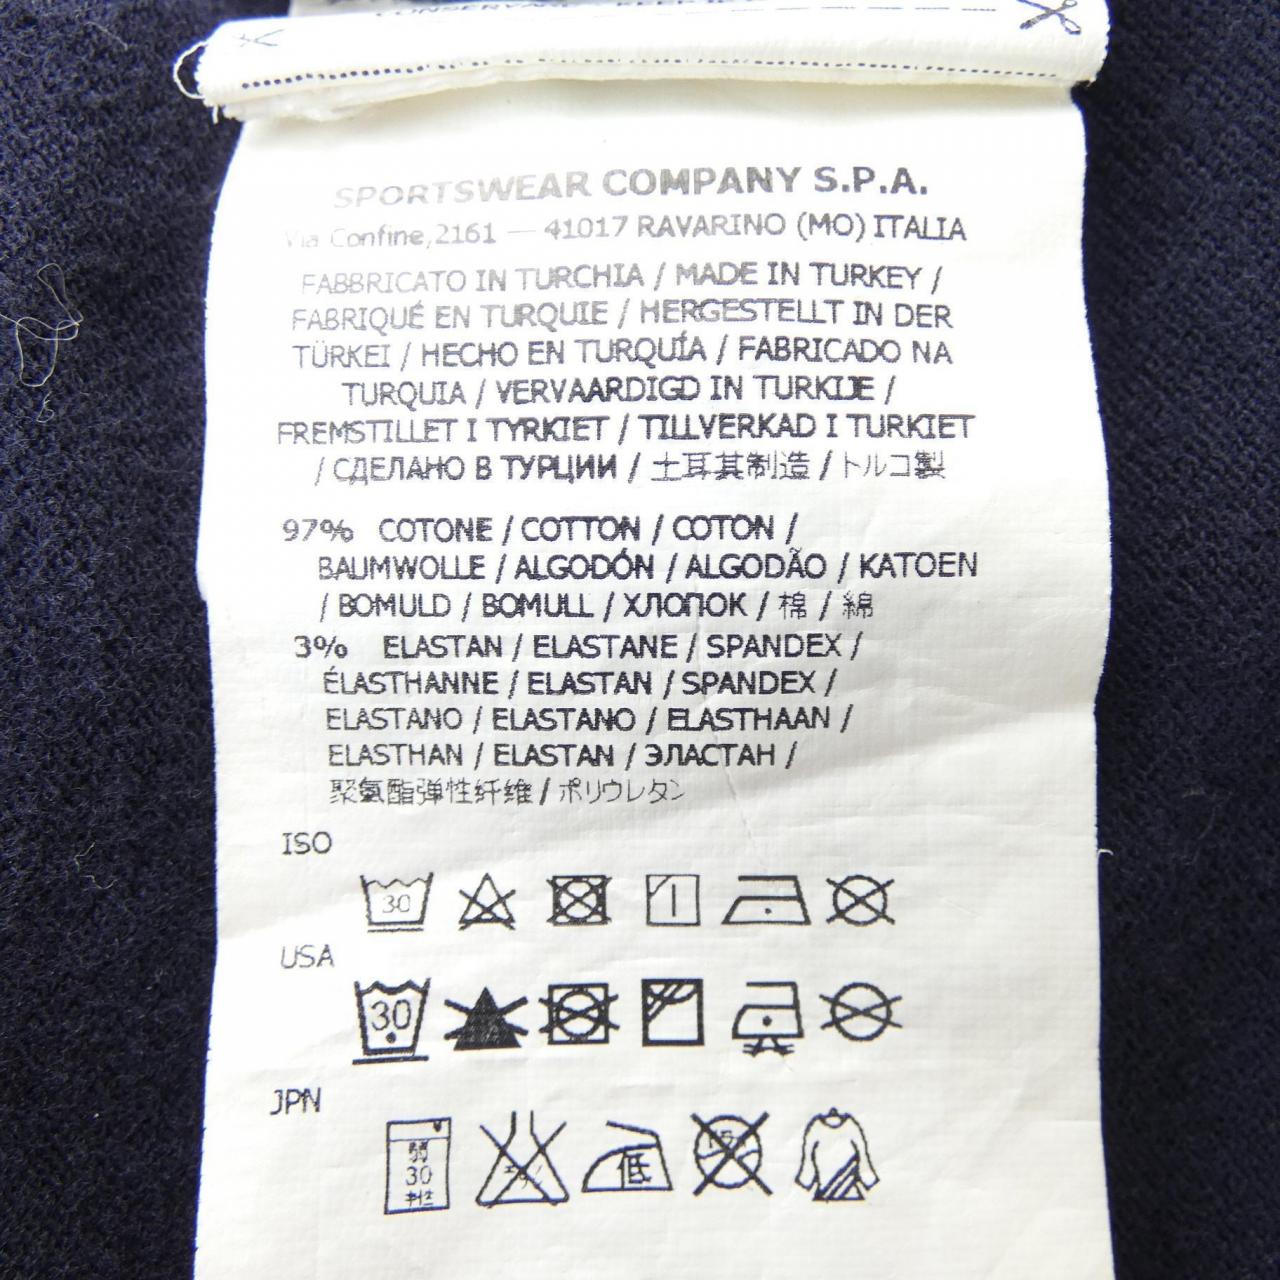 SPORTSWEAR COMPANY S.P.A.
Via Confine,2161 — 41017 RAVARINO (MO) ITALIA
FABBRICATO IN TURCHIA / MADE IN TURKEY /
FABRIQUÉ EN TURQUIE / HERGESTELLT IN DER
TÜRKEI / HECHO EN TURQUÍA / FABRICADO NA
TURQUIA / VERVAARDIGD IN TURKIJE /
FREMSTILLET I TYRKIET / TILLVERKAD I TURKIET
/ СДЕЛАНО В ТУРЦИИ / 土耳其制造 / トルコ製
97% COTONE / COTTON / COTON /
BAUMWOLLE / ALGODÓN / ALGODÃO / KATOEN
/ BOMULD / BOMULL / ХЛОПОК / 棉 / 綿
3% ELASTAN / ELASTANE / SPANDEX /
ÉLASTHANNE / ELASTAN / SPANDEX /
ELASTANO / ELASTANO / ELASTHAAN /
ELASTHAN / ELASTAN / ЭЛАСТАН /
聚氨酯弹性纤维 / ポリウレタン
ISO
30
USA
30
JPN
弱
30
中性
低